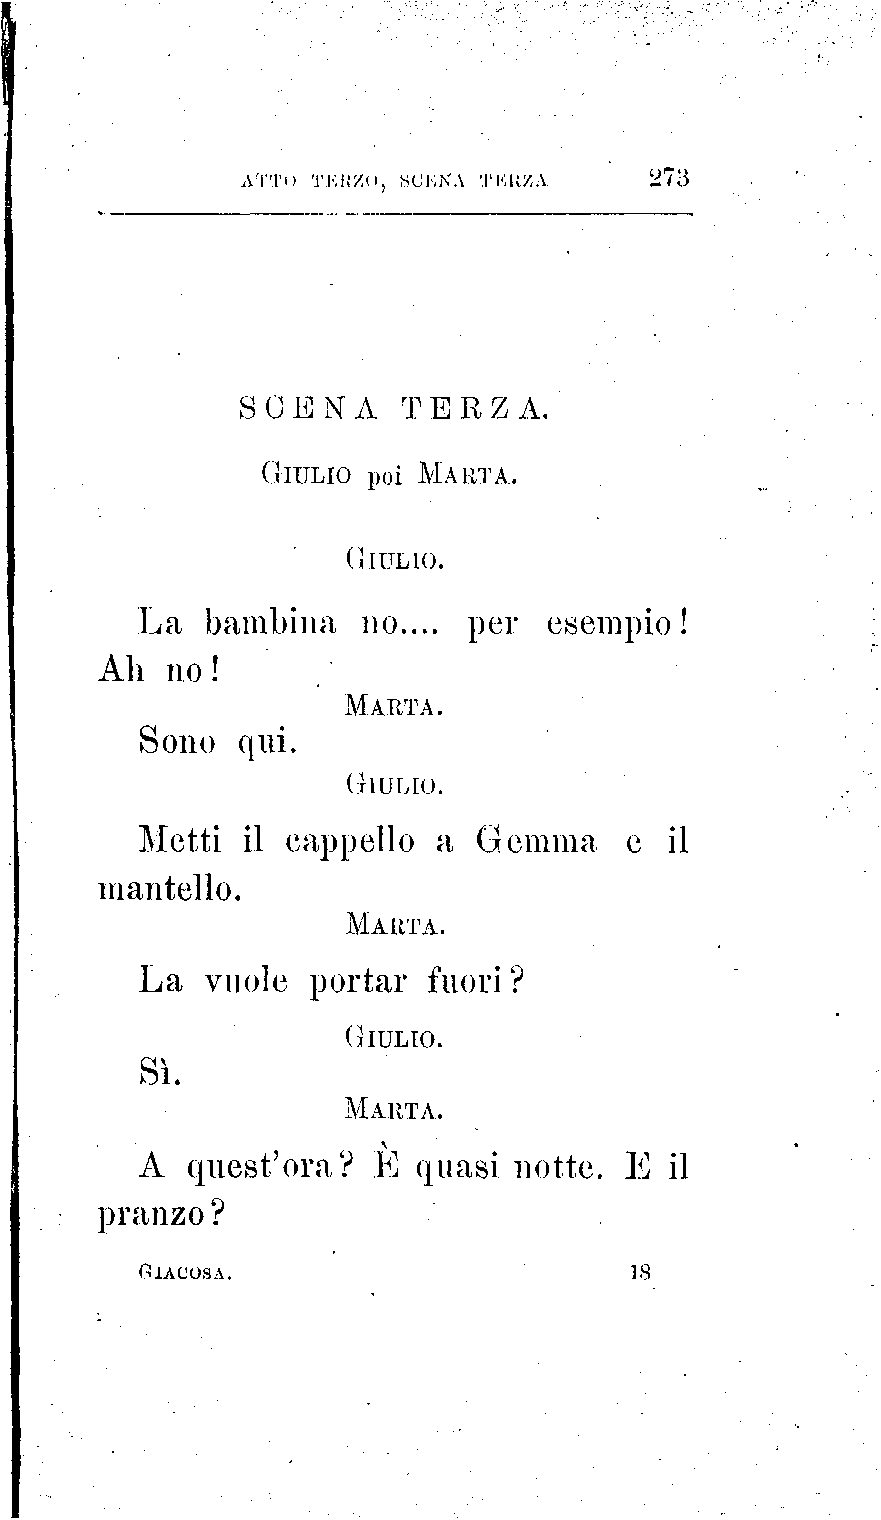 ATTO TERZO, SCENA TERZA 273
SCENA TERZA.
GIULIO poi MARTA.
GIULIO.
La bambina no.... per esempio!
Ah no!
MARTA.
Sono qui.
GIULIO.
Metti il cappello a Gemma e il
mantello.
MARTA.
La vuole portar fuori?
GIULIO.
Sì.
MARTA.
A quest'ora? È quasi notte. E il
pranzo?
GIACOSA. 18